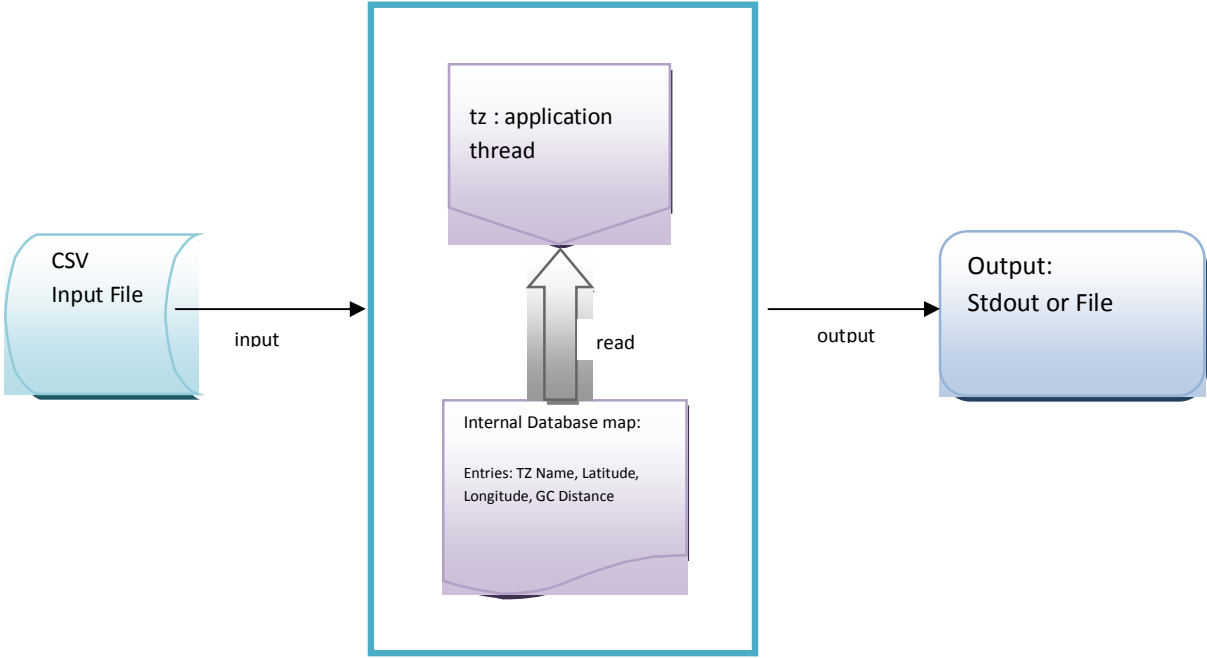 CSV
Input File
input
tz : application
thread
read
Internal Database map:
Entries: TZ Name, Latitude,
Longitude, GC Distance
output
Output:
Stdout or File